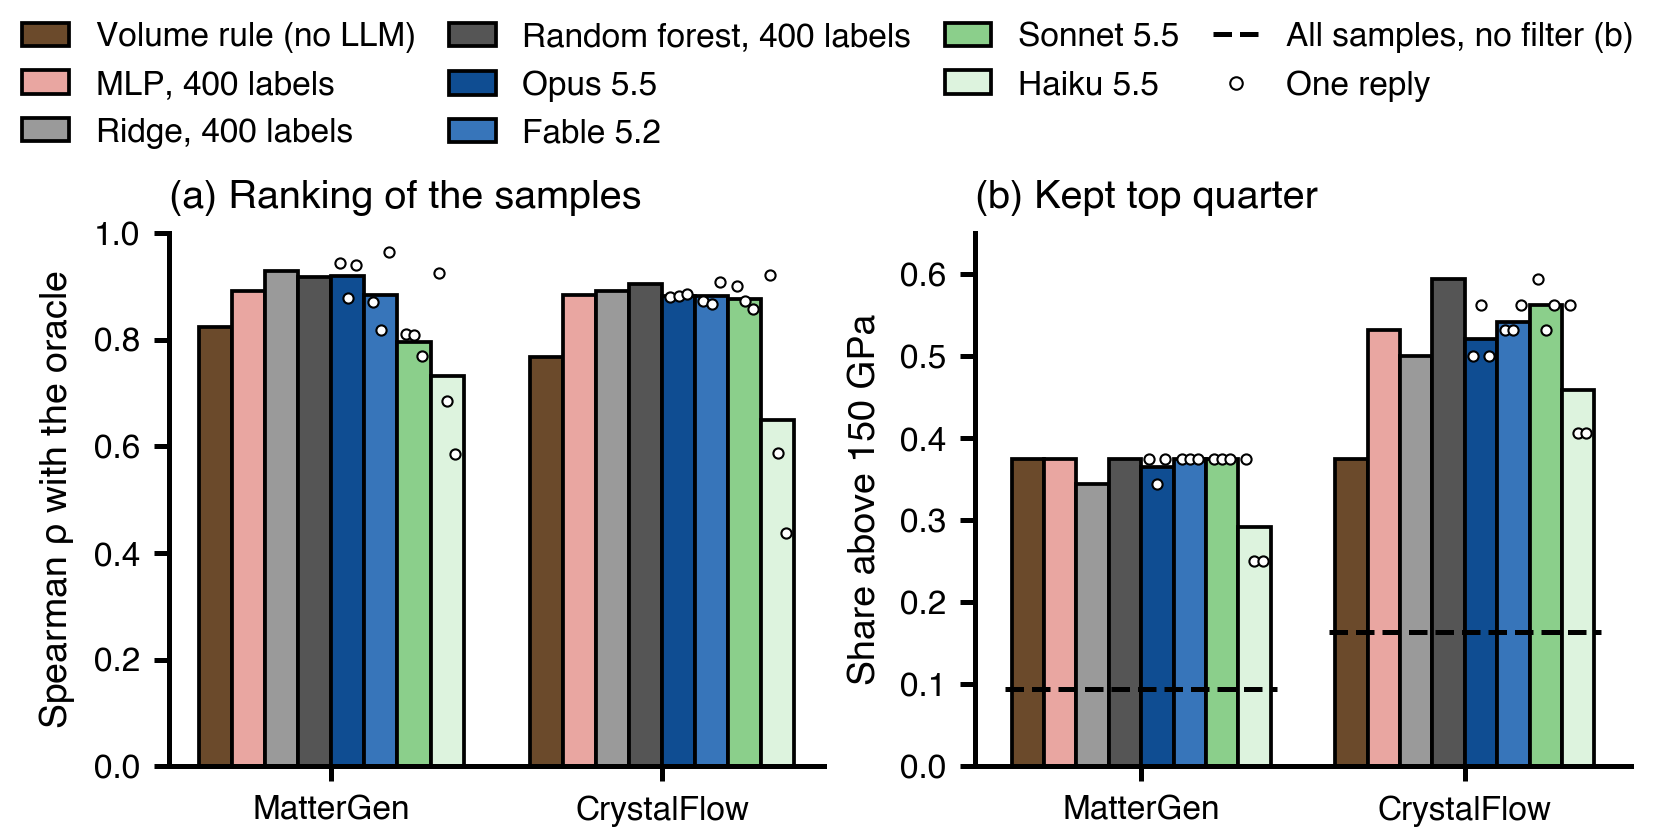 Volume rule (no LLM)
MLP, 400 labels
Ridge, 400 labels
Random forest, 400 labels
Opus 5.5
Fable 5.2
Sonnet 5.5
Haiku 5.5
All samples, no filter (b)
One reply
(a) Ranking of the samples
Spearman ρ with the oracle
1.0
0.8
0.6
0.4
0.2
0.0
MatterGen
CrystalFlow
(b) Kept top quarter
Share above 150 GPa
0.6
0.5
0.4
0.3
0.2
0.1
0.0
MatterGen
CrystalFlow